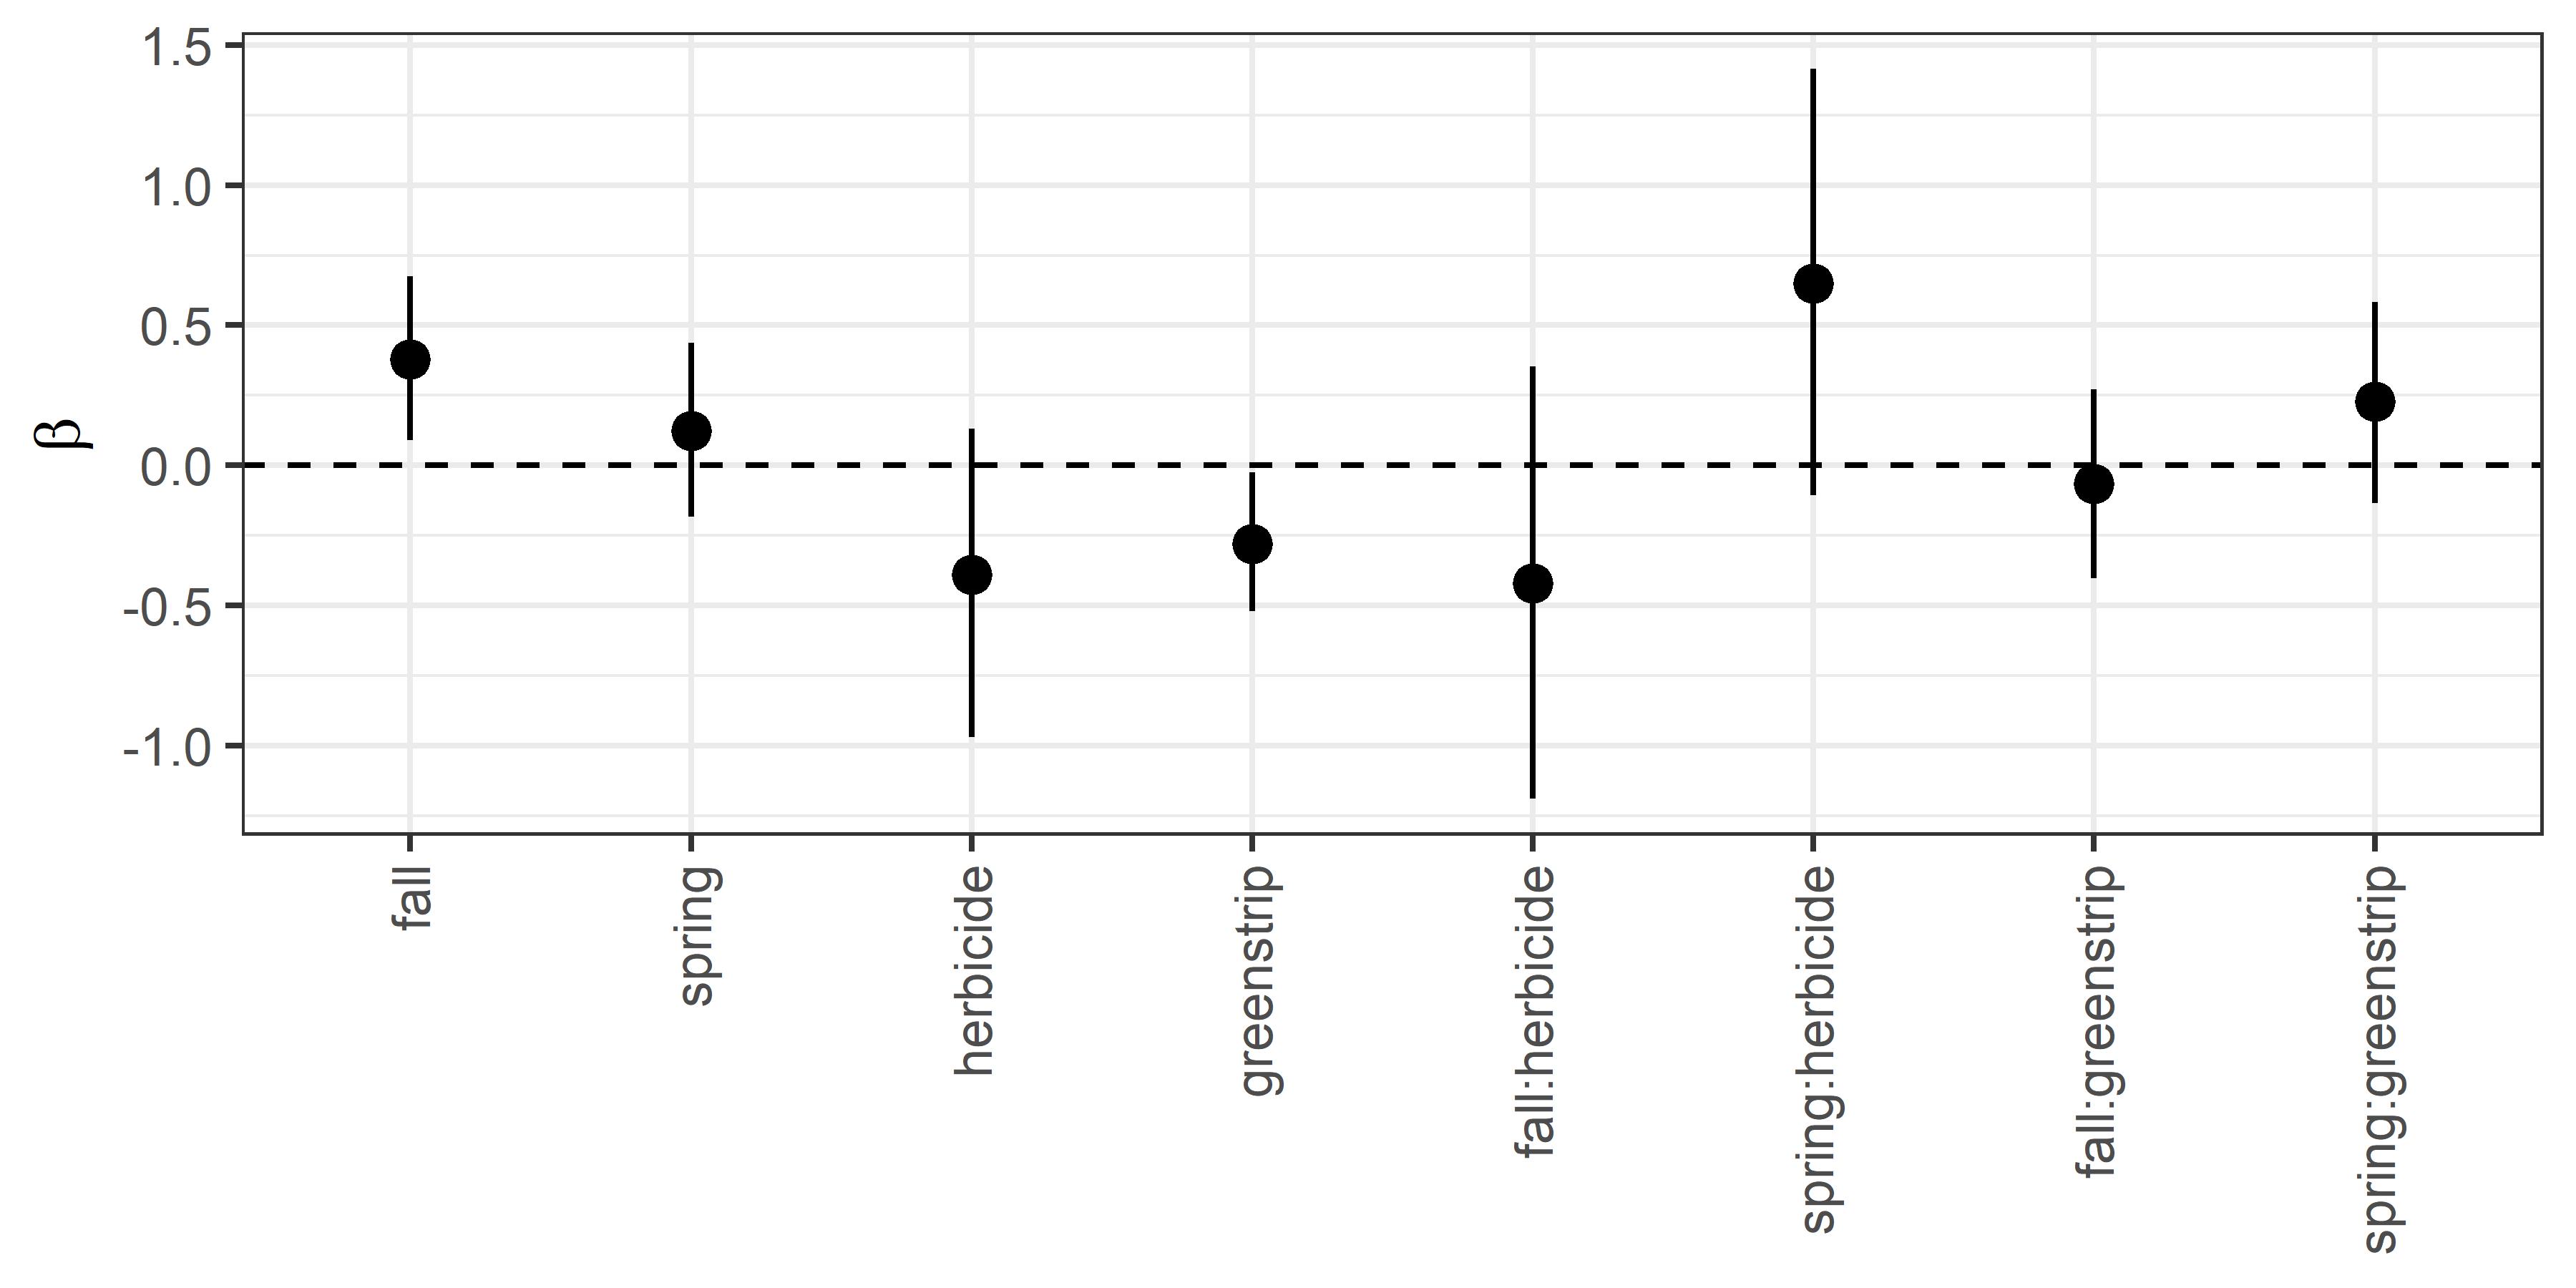 1.5
1.0
0.5
0.0
-0.5
-1.0
β
fall
spring
herbicide
greenstrip
fall:herbicide
spring:herbicide
fall:greenstrip
spring:greenstrip